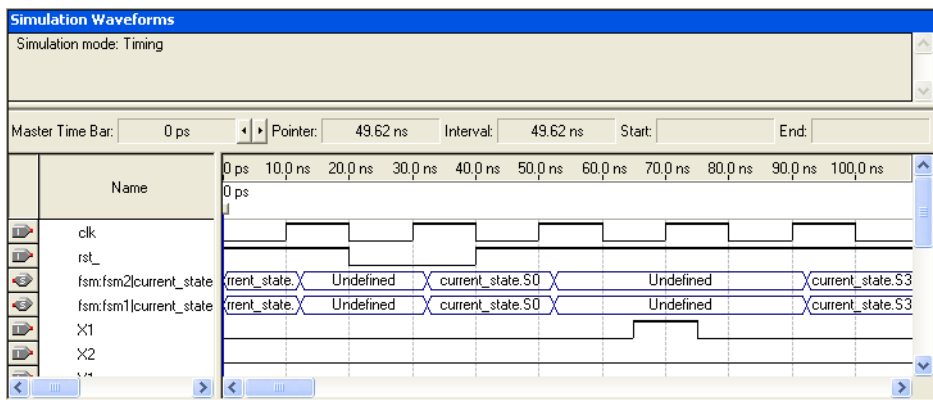 Simulation Waveforms
Simulation mode: Timing
Master Time Bar: 0 ps Pointer: 49.62 ns Interval: 49.62 ns Start: End:
Name
0 ps 10.0 ns 20.0 ns 30.0 ns 40.0 ns 50.0 ns 60.0 ns 70.0 ns 80.0 ns 90.0 ns 100.0 ns
0 ps
clk
rst_
fsm:fsm2|current_state rrent_state. Undefined current_state.S0 Undefined current_state.S3
fsm:fsm1|current_state rrent_state. Undefined current_state.S0 Undefined current_state.S3
X1
X2